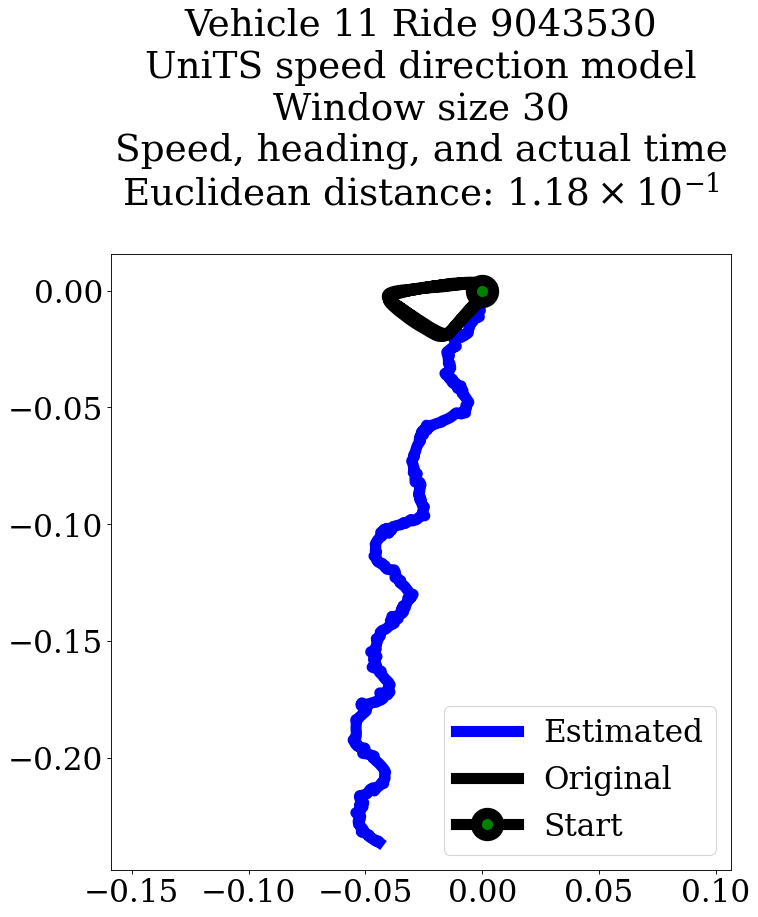 Vehicle 11 Ride 9043530
UniTS speed direction model
Window size 30
Speed, heading, and actual time
Euclidean distance: 1.18 × 10⁻¹
0.00
−0.05
−0.10
−0.15
−0.20
Estimated
Original
Start
−0.15 −0.10 −0.05 0.00 0.05 0.10